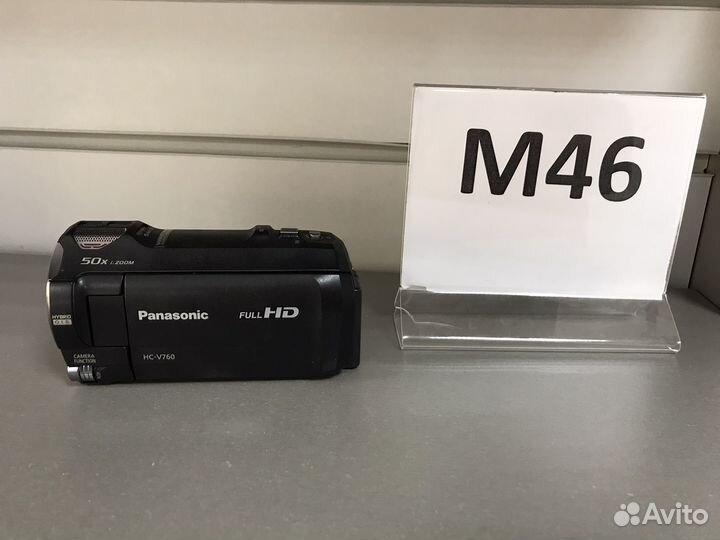 M46
50x i.ZOOM
Panasonic
FULL HD
HYBRID
O.I.S.
CAMERA
FUNCTION
HC-V760
Avito